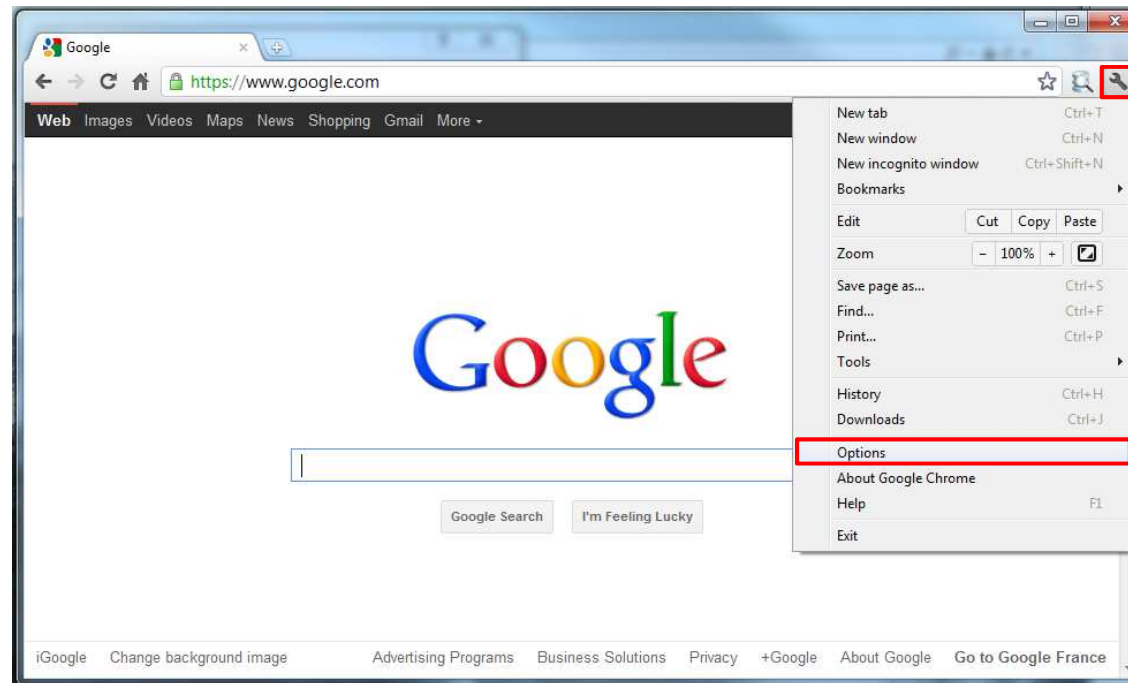 Google
https://www.google.com
Web Images Videos Maps News Shopping Gmail More
New tab Ctrl+T
New window Ctrl+N
New incognito window Ctrl+Shift+N
Bookmarks
Edit Cut Copy Paste
Zoom - 100% +
Save page as... Ctrl+S
Find... Ctrl+F
Print... Ctrl+P
Tools
History Ctrl+H
Downloads Ctrl+J
Options
About Google Chrome
Help F1
Exit
Google
Google Search I'm Feeling Lucky
iGoogle Change background image Advertising Programs Business Solutions Privacy +Google About Google Go to Google France